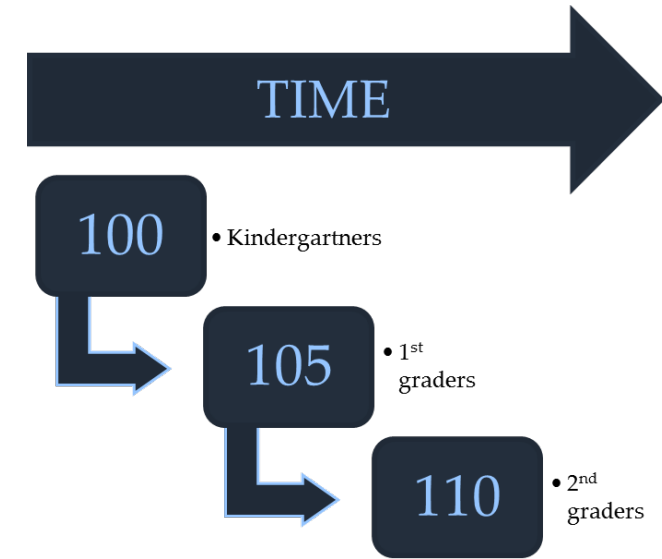 TIME
100
• Kindergartners
105
• 1st
graders
110
• 2nd
graders